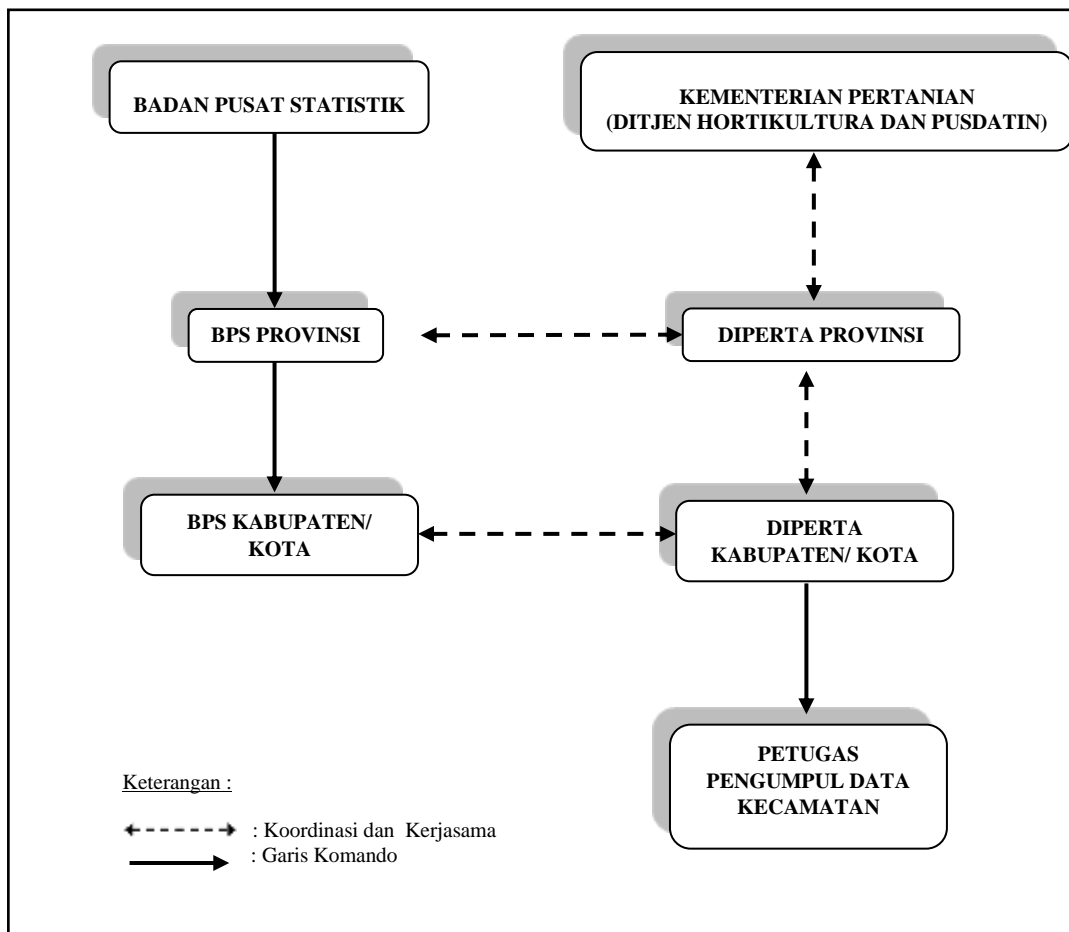 BADAN PUSAT STATISTIK
KEMENTERIAN PERTANIAN
(DITJEN HORTIKULTURA DAN PUSDATIN)
BPS PROVINSI
DIPERTA PROVINSI
BPS KABUPATEN/
KOTA
DIPERTA
KABUPATEN/ KOTA
PETUGAS
PENGUMPUL DATA
KECAMATAN
Keterangan :
: Koordinasi dan Kerjasama
: Garis Komando